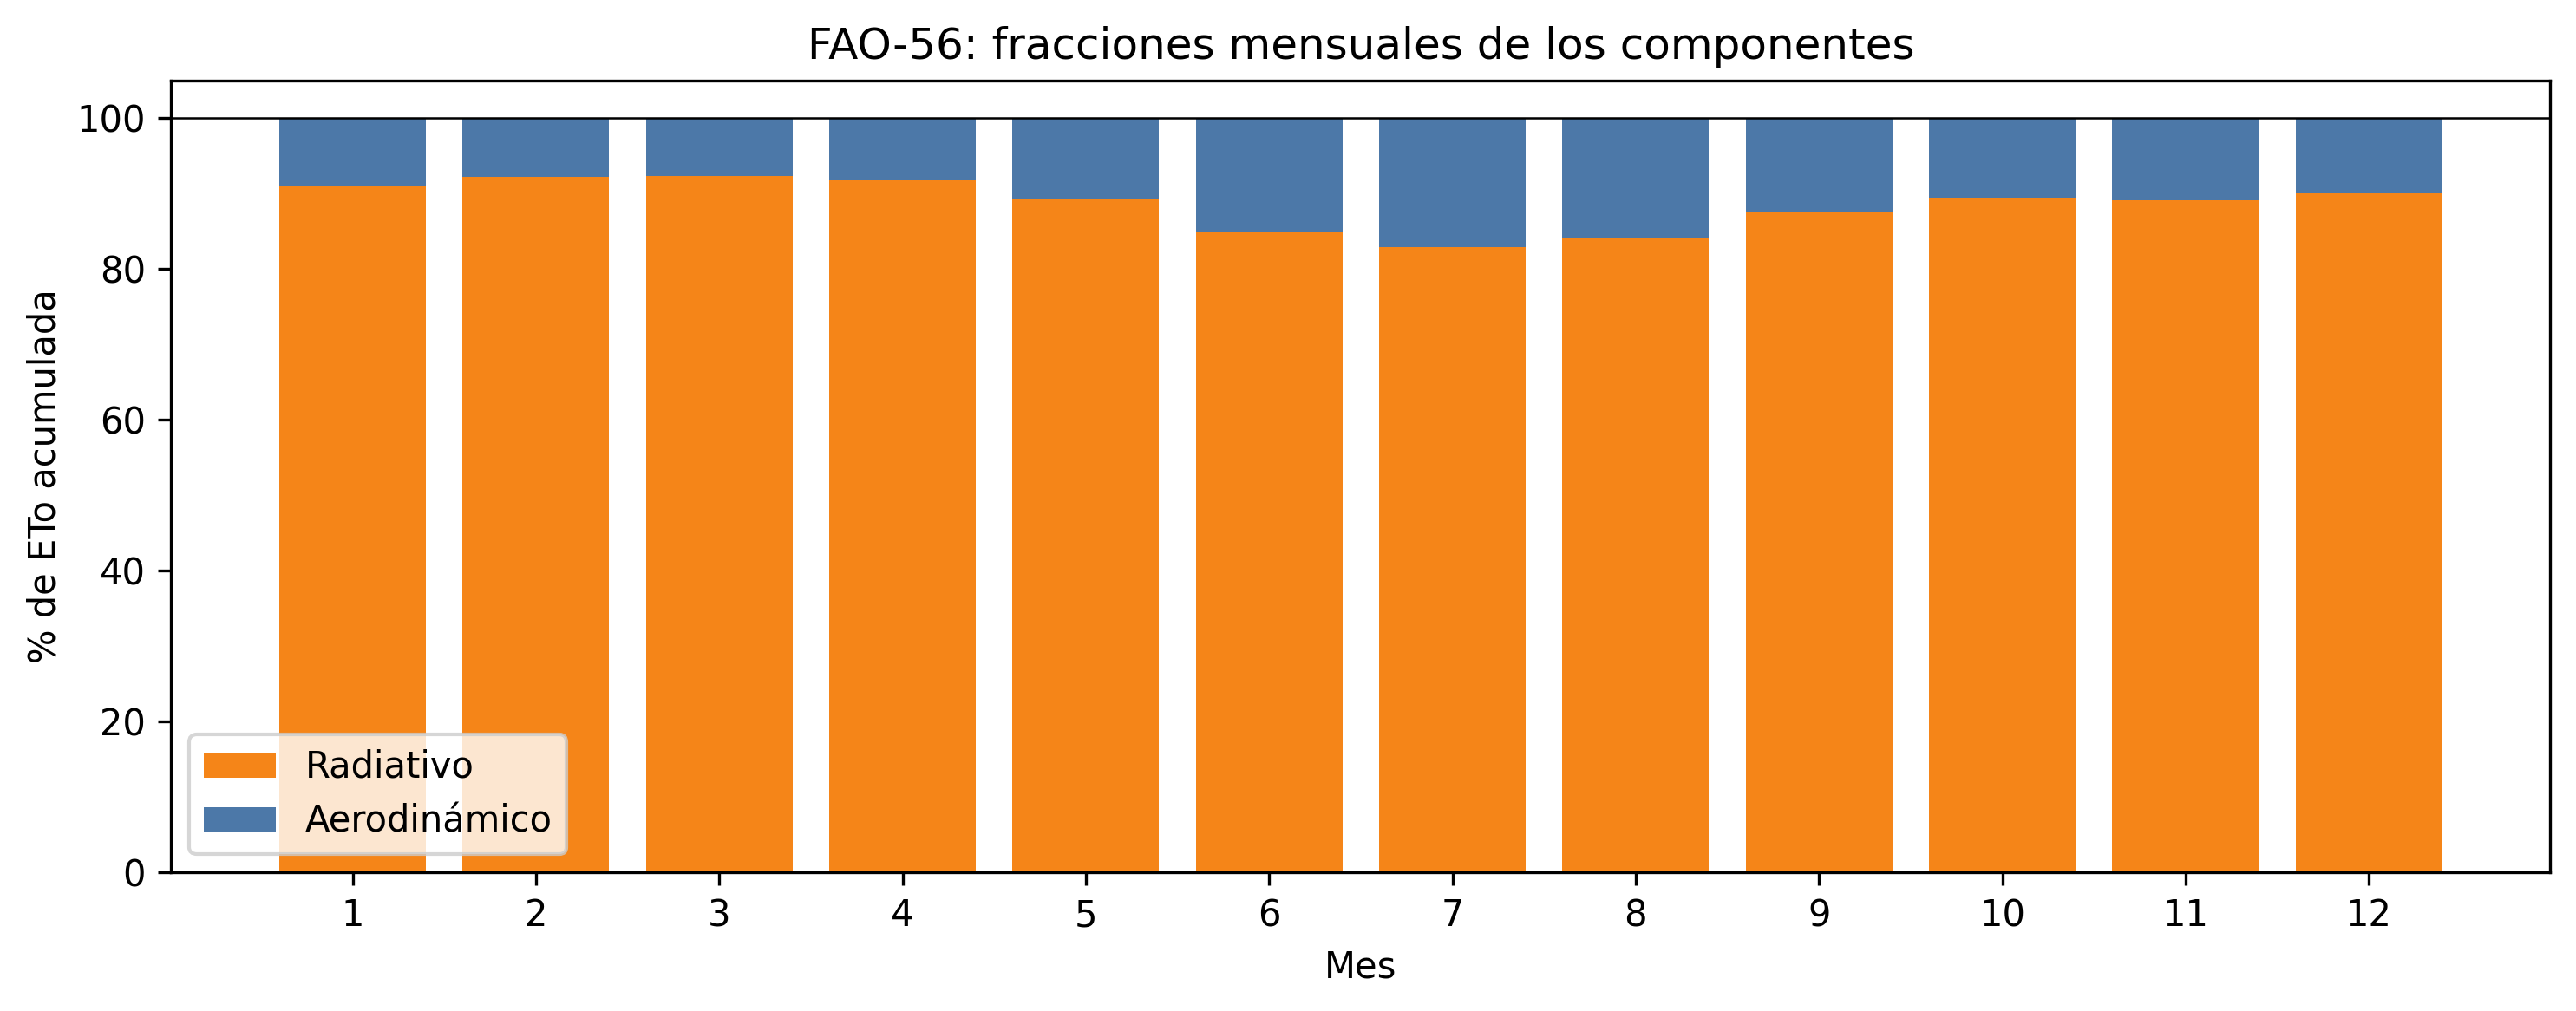 FAO-56: fracciones mensuales de los componentes
% de ETo acumulada
100
80
60
40
20
0
Radiativo
Aerodinámico
1 2 3 4 5 6 7 8 9 10 11 12
Mes